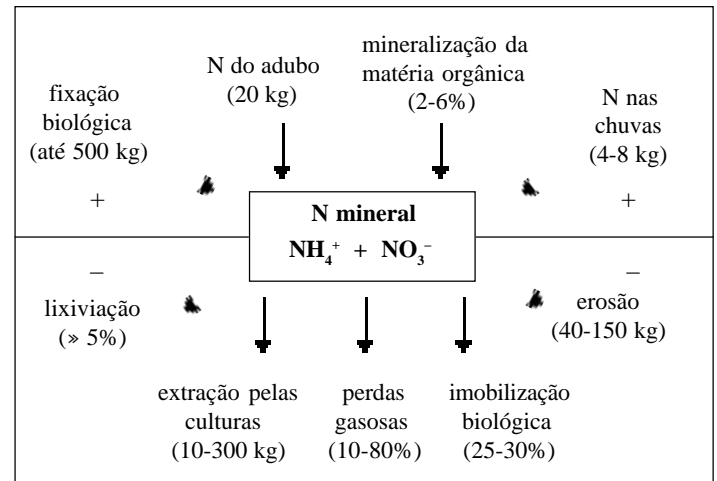 fixação
biológica
(até 500 kg)
+
N do adubo
(20 kg)
mineralização da
matéria orgânica
(2-6%)
N nas
chuvas
(4-8 kg)
+
N mineral
NH₄⁺ + NO₃⁻
–
lixiviação
(» 5%)
extração pelas
culturas
(10-300 kg)
perdas
gasosas
(10-80%)
imobilização
biológica
(25-30%)
–
erosão
(40-150 kg)